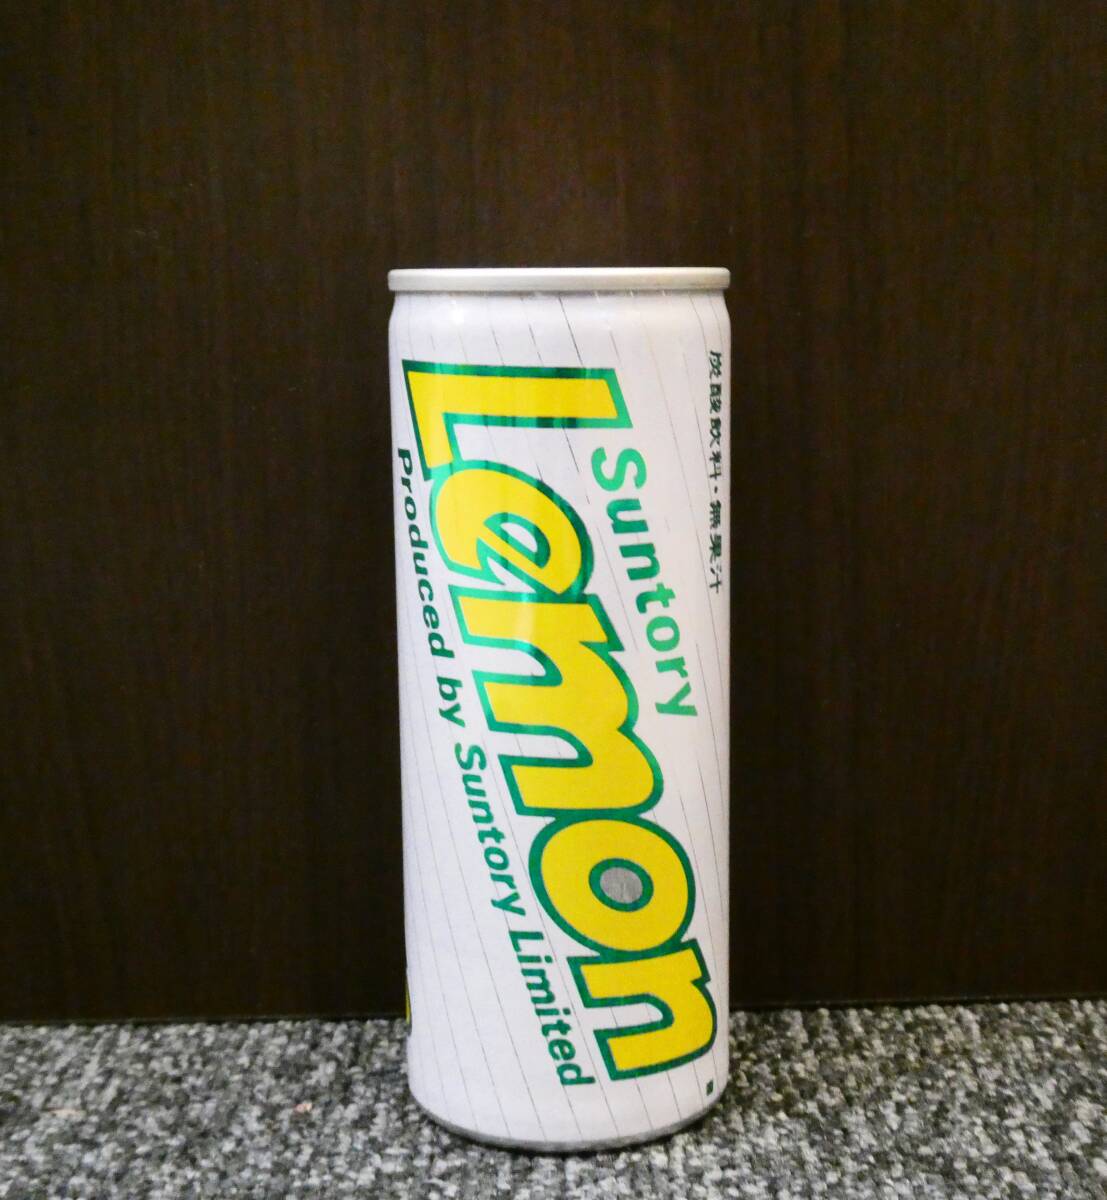 炭酸飲料・無果汁
Suntory
Lemon
Produced by Suntory Limited